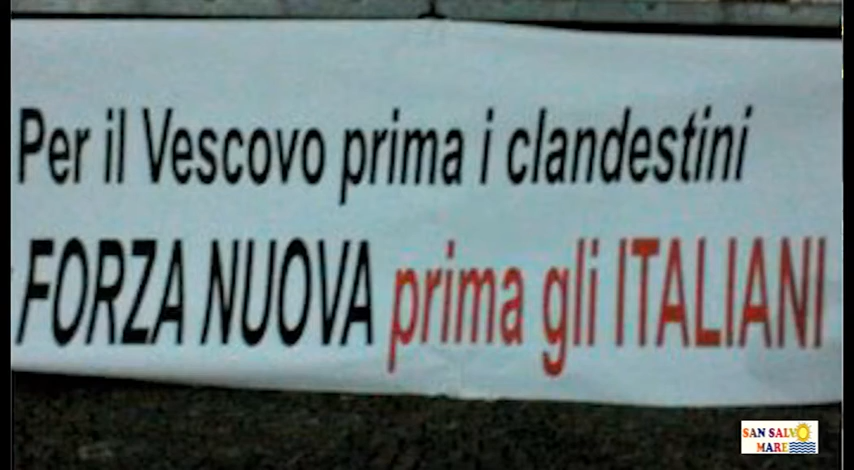 Per il Vescovo prima i clandestini
FORZA NUOVA prima gli ITALIANI
SAN SALVO
MARE